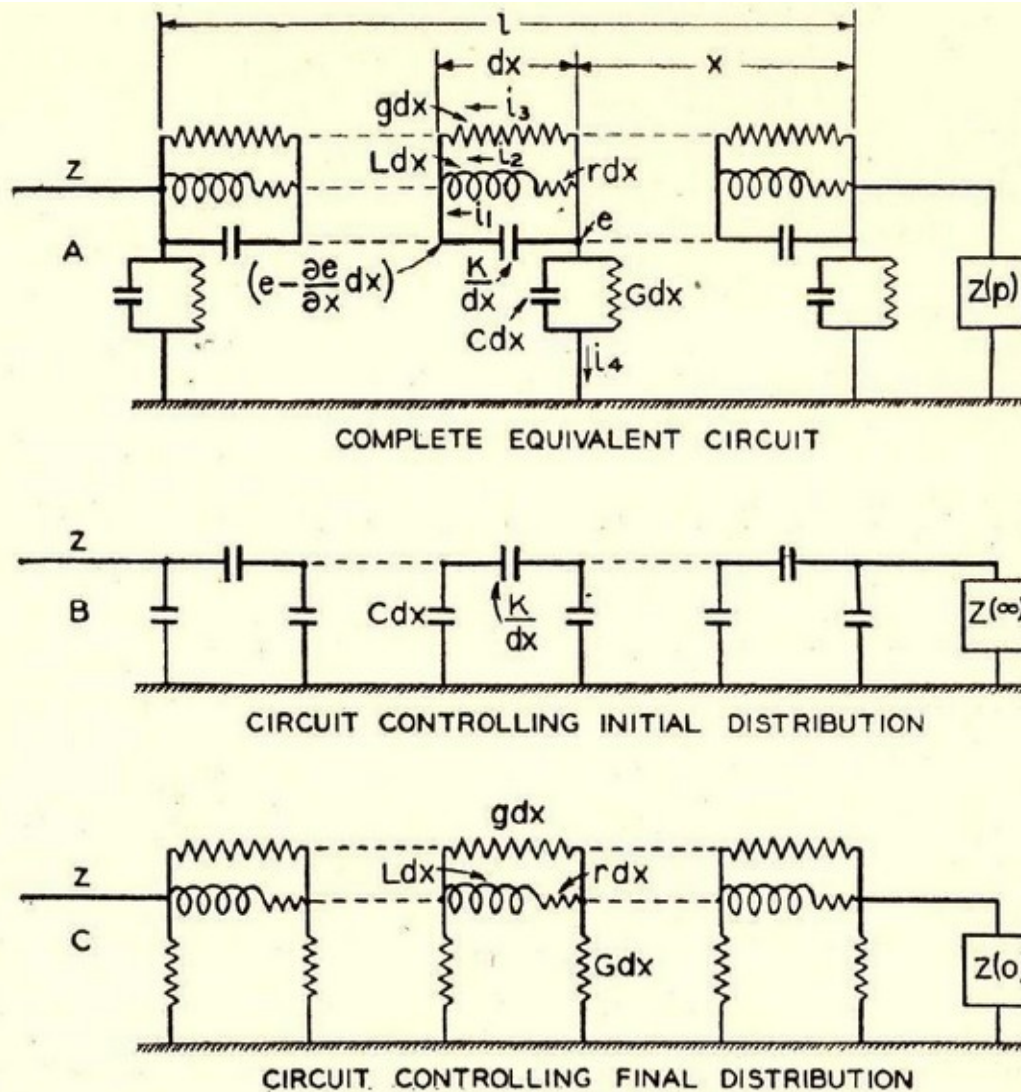 l
dx
x
gdx
i₃
Ldx
i₂
rdx
Z
i₁
e
A
(e-∂e/∂x dx)
K/dx
Cdx
Gdx
Z(p)
i₄
COMPLETE EQUIVALENT CIRCUIT
Z
B
Cdx
K/dx
Z(∞)
CIRCUIT CONTROLLING INITIAL DISTRIBUTION
gdx
Z
Ldx
rdx
C
Gdx
Z(o
CIRCUIT CONTROLLING FINAL DISTRIBUTION